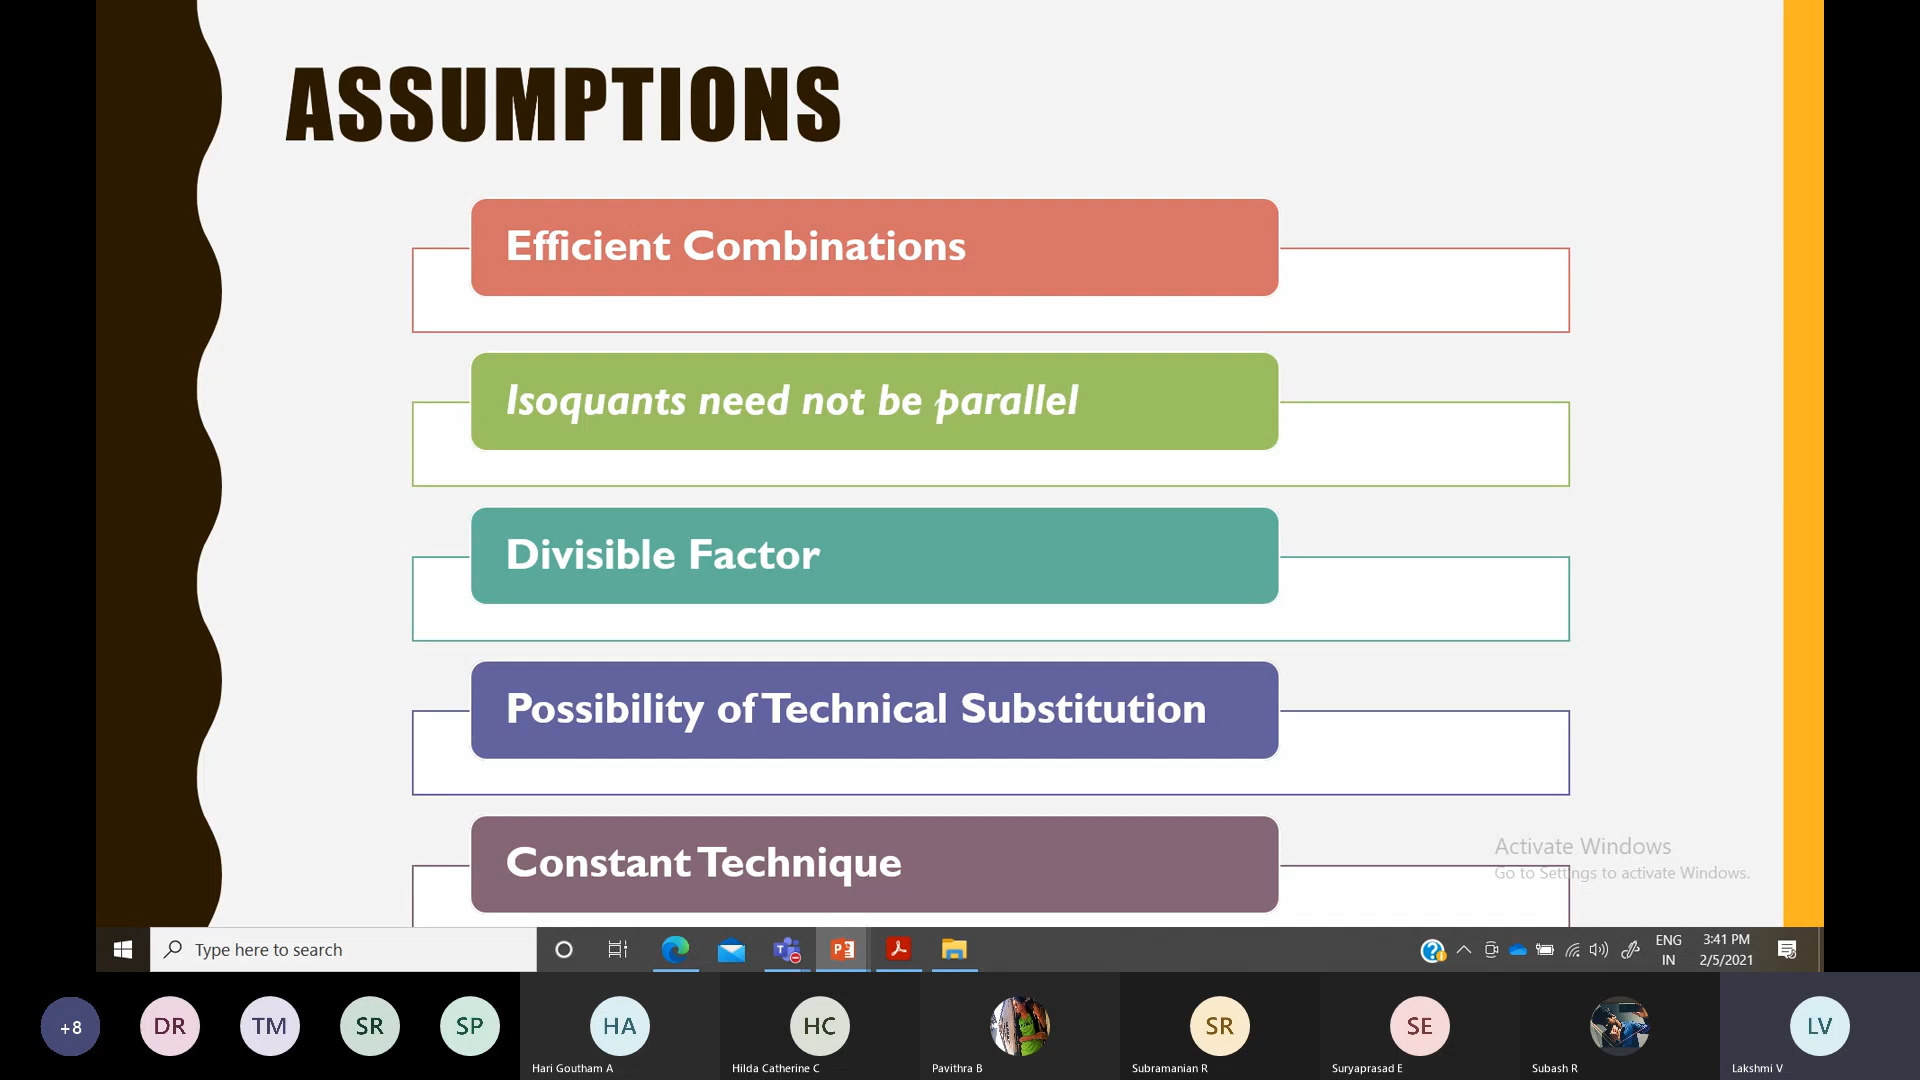 ASSUMPTIONS
Efficient Combinations
Isoquants need not be parallel
Divisible Factor
Possibility of Technical Substitution
Constant Technique
Activate Windows
Go to Settings to activate Windows.
Type here to search
ENG
IN
3:41 PM
2/5/2021
+8
DR
TM
SR
SP
HA
HC
SR
SE
LV
Hari Goutham A
Hilda Catherine C
Pavithra B
Subramanian R
Suryaprasad E
Subash R
Lakshmi V